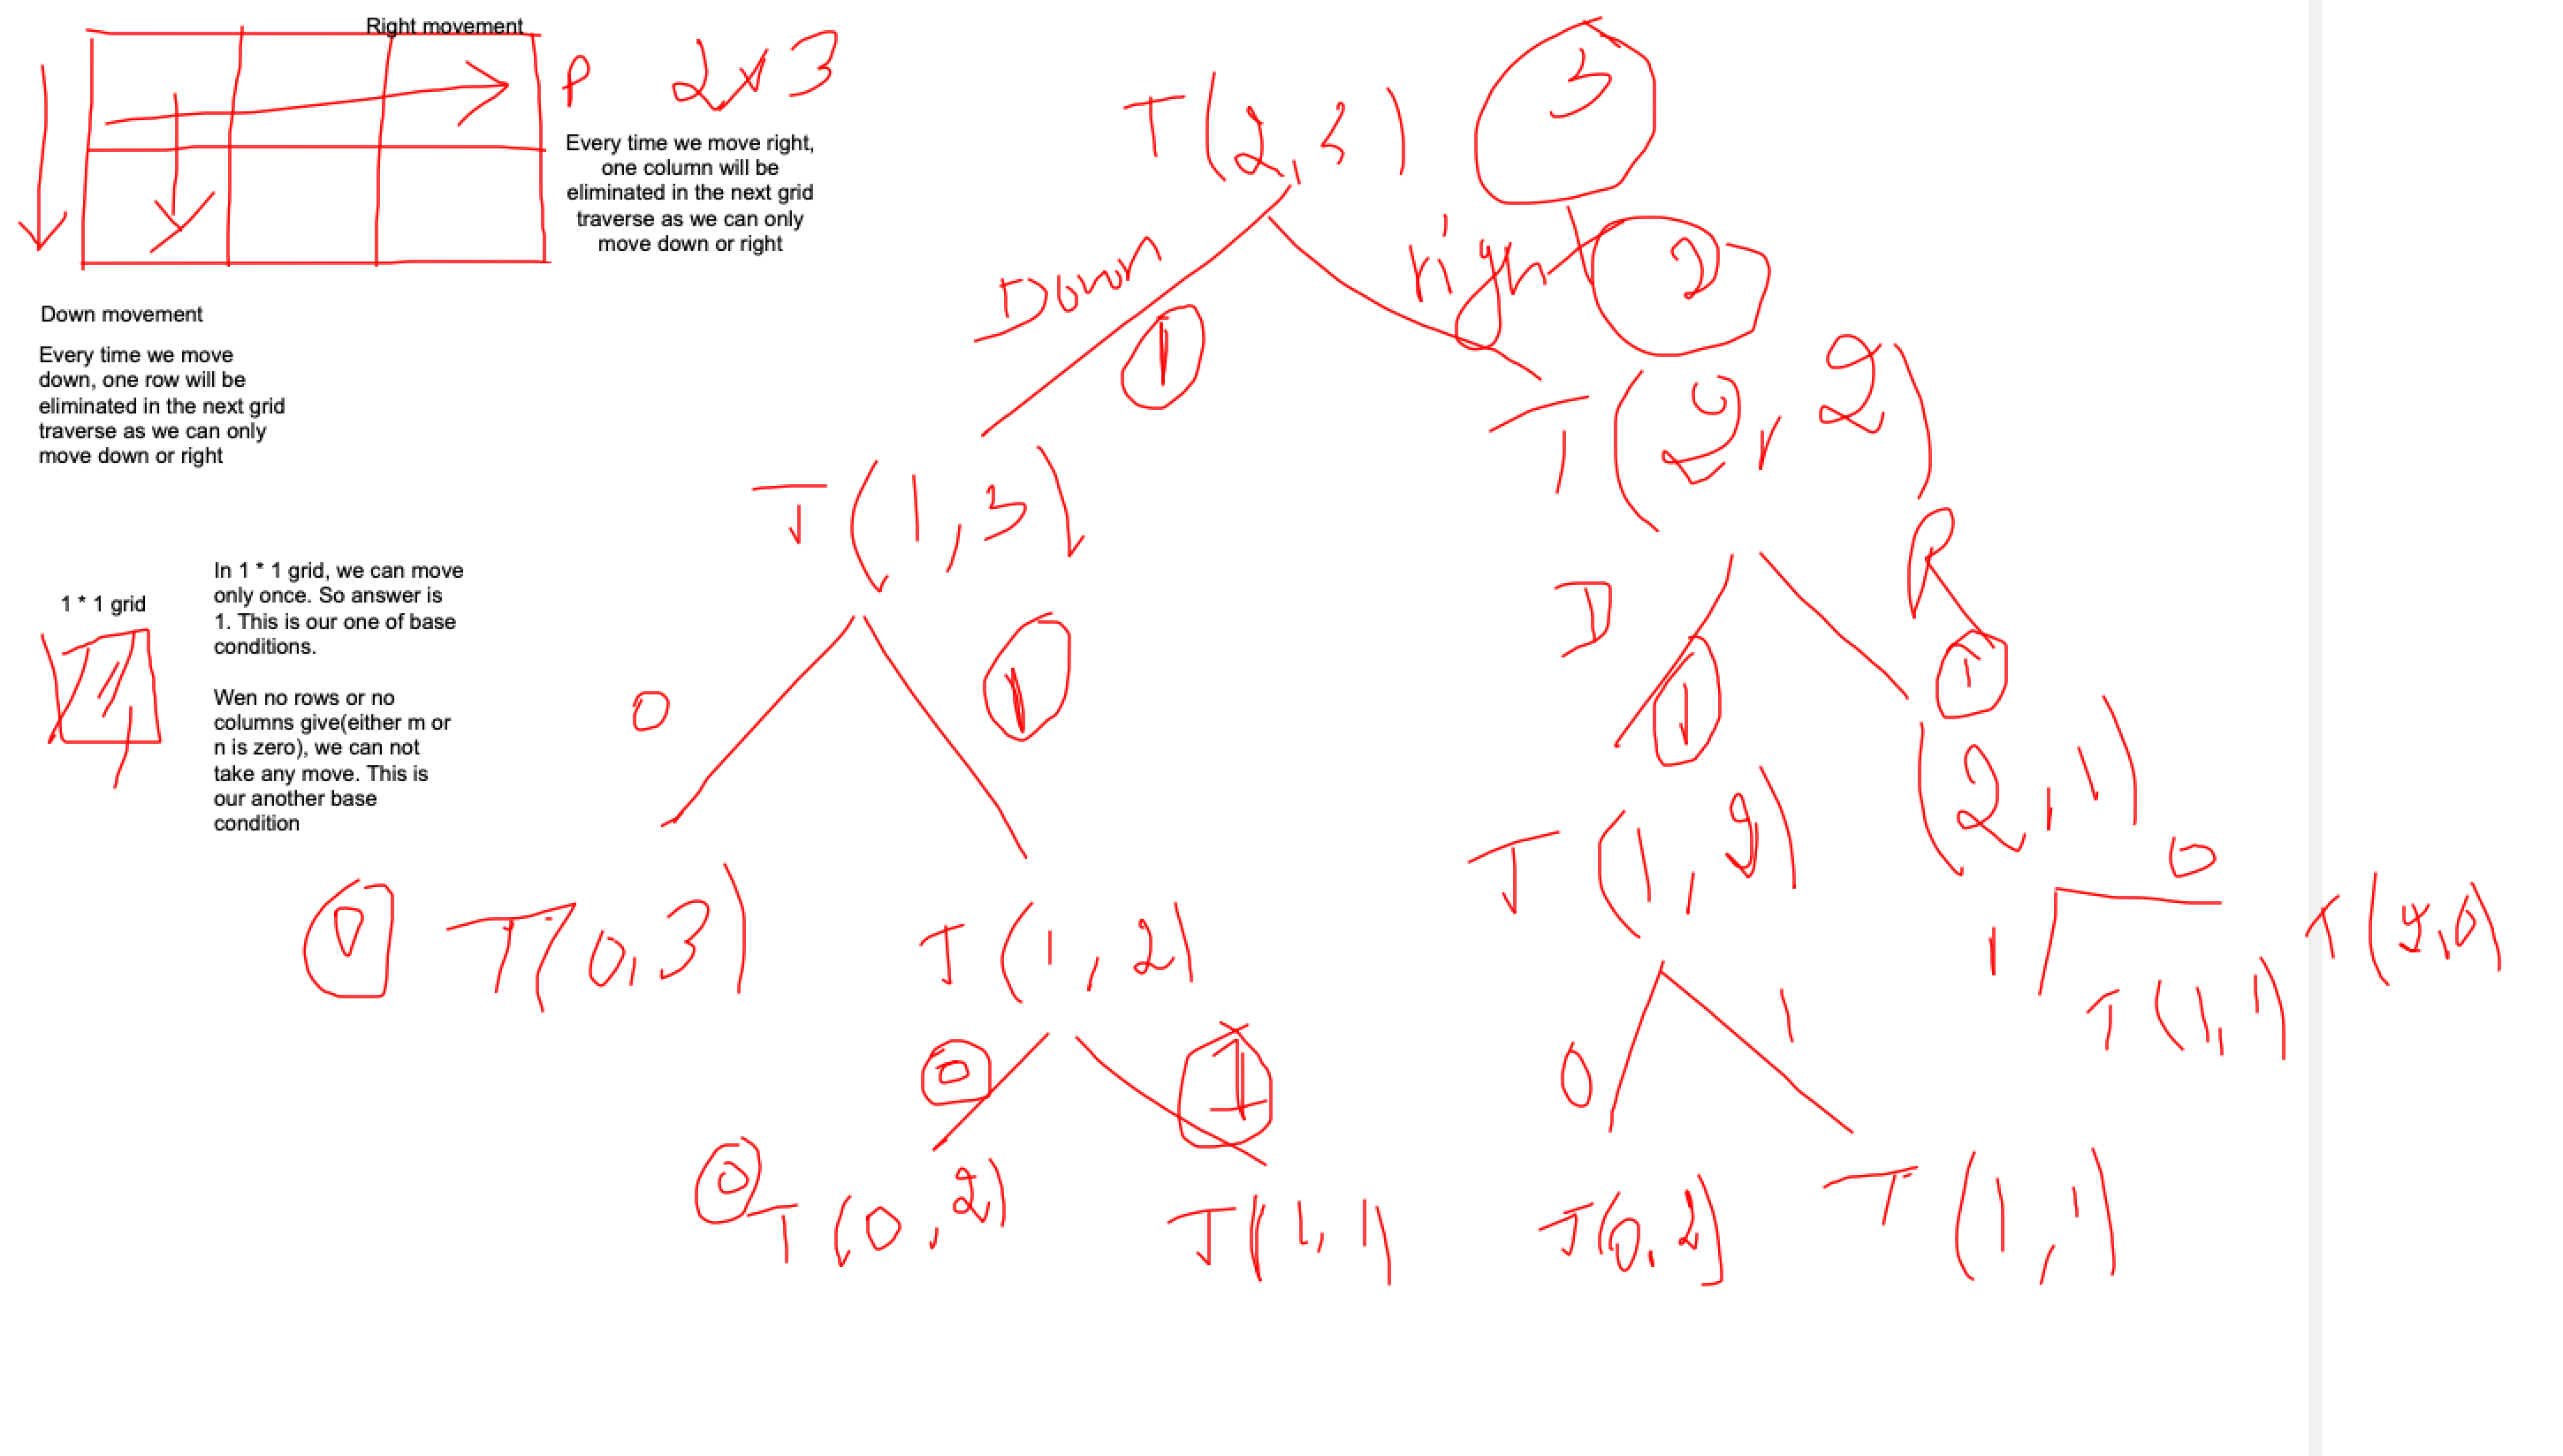 Right movement
P 2x3
Every time we move right,
one column will be
eliminated in the next grid
traverse as we can only
move down or right
Down movement
Every time we move
down, one row will be
eliminated in the next grid
traverse as we can only
move down or right
1 * 1 grid
In 1 * 1 grid, we can move
only once. So answer is
1. This is our one of base
conditions.
Wen no rows or no
columns give(either m or
n is zero), we can not
take any move. This is
our another base
condition
T(2,3) 3
Down 1 right 2
T(1,3) T(2,2)
0 1 D 1 R 1
T(1,2) (2,1)
0 T(0,3) T(1,2) 1 0
T(1,1) T(2,0)
0 1 0 1
0 T(0,2) T(1,1) T(0,2) T(1,1)